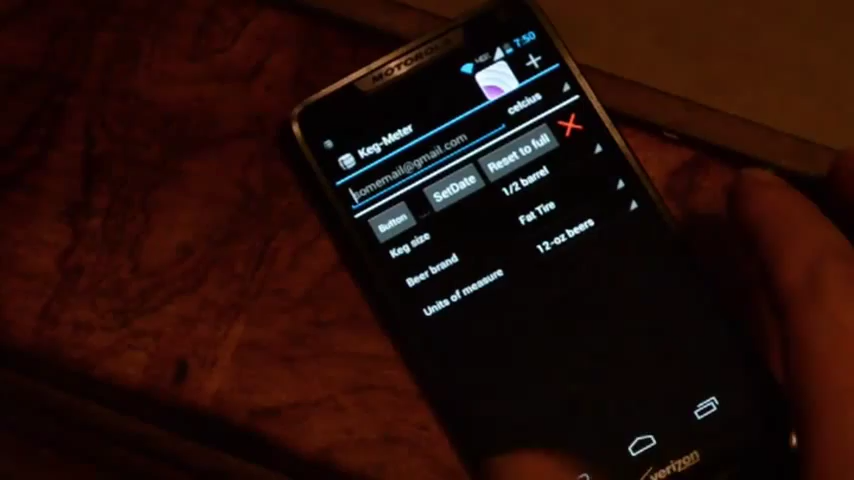 MOTOROLA
7:50
Keg-Meter
celcius
somemail@gmail.com
Button
SetDate
Reset to full
Keg size
1/2 barrel
Beer brand
Fat Tire
Units of measure
12-oz beers
verizon